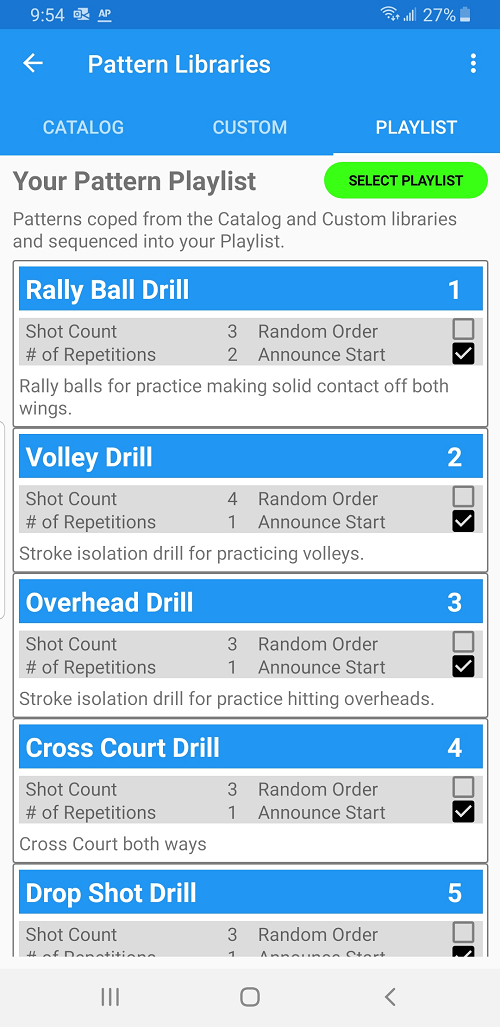 9:54 AP 27%
Pattern Libraries
CATALOG CUSTOM PLAYLIST
Your Pattern Playlist SELECT PLAYLIST
Patterns coped from the Catalog and Custom libraries
and sequenced into your Playlist.
Rally Ball Drill 1
Shot Count 3 Random Order
# of Repetitions 2 Announce Start
Rally balls for practice making solid contact off both
wings.
Volley Drill 2
Shot Count 4 Random Order
# of Repetitions 1 Announce Start
Stroke isolation drill for practicing volleys.
Overhead Drill 3
Shot Count 3 Random Order
# of Repetitions 1 Announce Start
Stroke isolation drill for practice hitting overheads.
Cross Court Drill 4
Shot Count 3 Random Order
# of Repetitions 1 Announce Start
Cross Court both ways
Drop Shot Drill 5
Shot Count 3 Random Order
# of Repetitions 1 Announce Start